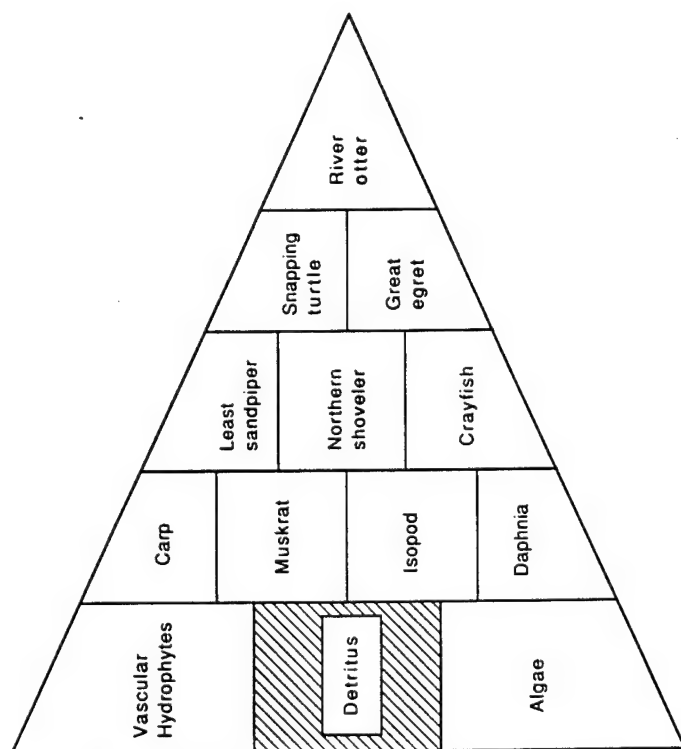 River
otter
Snapping
turtle
Great
egret
Least
sandpiper
Northern
shoveler
Crayfish
Carp
Muskrat
Isopod
Daphnia
Vascular
Hydrophytes
Detritus
Algae